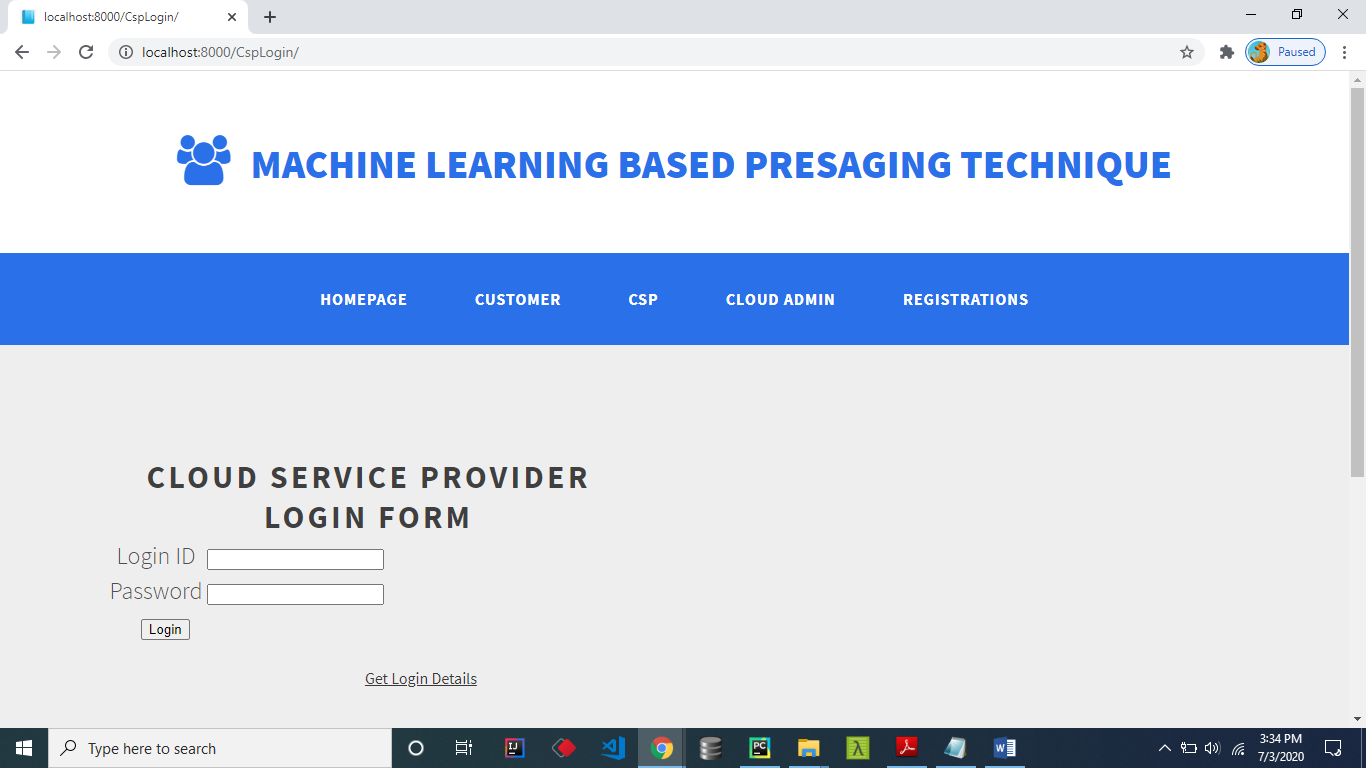 localhost:8000/CspLogin/
localhost:8000/CspLogin/
Paused
MACHINE LEARNING BASED PRESAGING TECHNIQUE
HOMEPAGE CUSTOMER CSP CLOUD ADMIN REGISTRATIONS
CLOUD SERVICE PROVIDER
LOGIN FORM
Login ID
Password
Login
Get Login Details
Type here to search
IJ
PC
λ
W
3:34 PM
7/3/2020